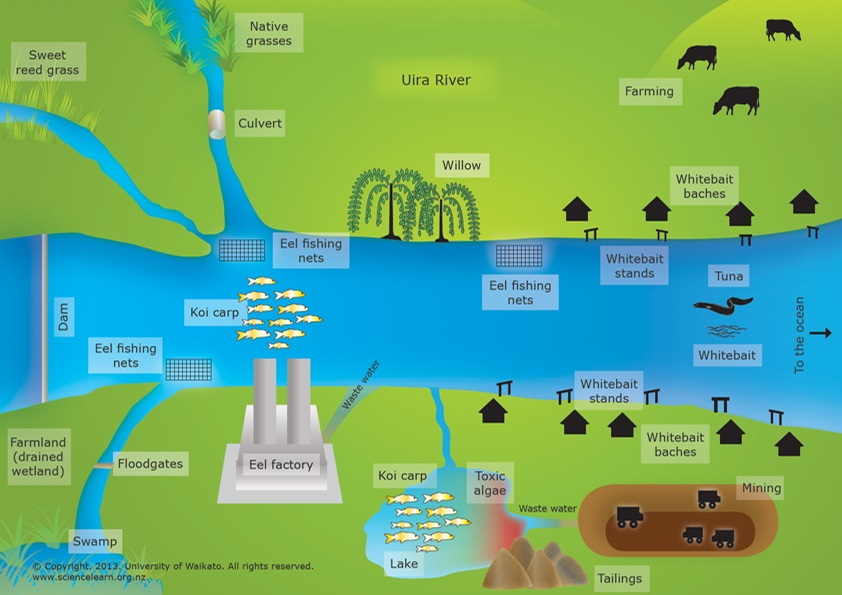 Native
grasses
Sweet
reed grass
Uira River
Farming
Culvert
Willow
Whitebait
baches
Eel fishing
nets
Whitebait
stands
Eel fishing
nets
Tuna
Koi carp
Dam
To the ocean
Eel fishing
nets
Whitebait
Waste water
Whitebait
stands
Farmland
(drained
wetland)
Floodgates
Eel factory
Whitebait
baches
Koi carp
Toxic
algae
Mining
Waste water
Swamp
Lake
Tailings
© Copyright. 2013. University of Waikato. All rights reserved.
www.sciencelearn.org.nz